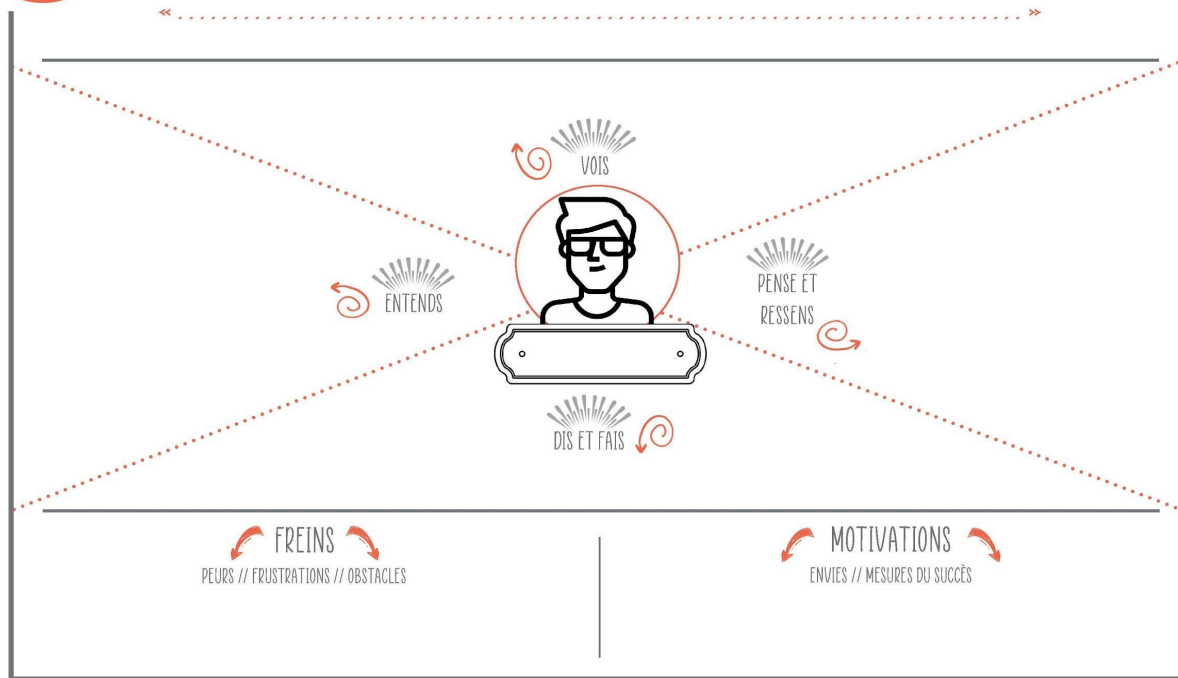 «
»
VOIS
ENTENDS
PENSE ET
RESSENS
DIS ET FAIS
FREINS
PEURS // FRUSTRATIONS // OBSTACLES
MOTIVATIONS
ENVIES // MESURES DU SUCCÈS